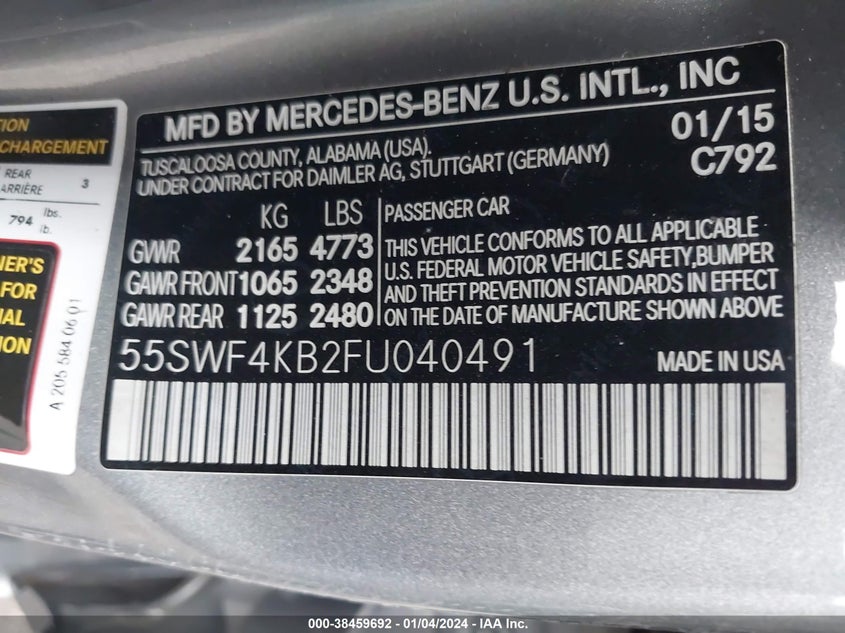 TION
CHARGEMENT
REAR 3
ARRIÈRE
794 lbs.
lb.
NER'S
FOR
IAL
ION
A 205 584 06 01
MFD BY MERCEDES-BENZ U.S. INTL., INC
TUSCALOOSA COUNTY, ALABAMA (USA). 01/15
UNDER CONTRACT FOR DAIMLER AG, STUTTGART (GERMANY) C792
KG LBS PASSENGER CAR
GVWR 2165 4773 THIS VEHICLE CONFORMS TO ALL APPLICABLE
U.S. FEDERAL MOTOR VEHICLE SAFETY,BUMPER
GAWR FRONT 1065 2348 AND THEFT PREVENTION STANDARDS IN EFFECT
GAWR REAR 1125 2480 ON THE DATE OF MANUFACTURE SHOWN ABOVE
55SWF4KB2FU040491 MADE IN USA
000-38459692 - 01/04/2024 - IAA, Inc.